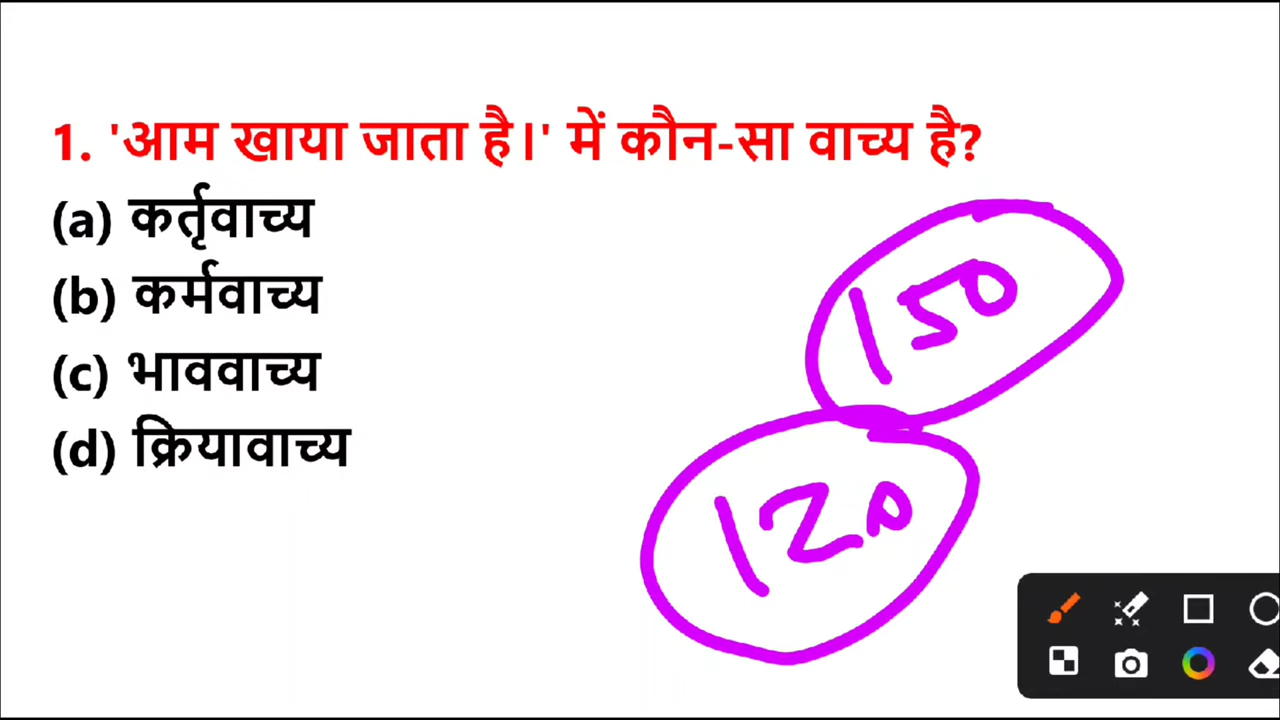 1. 'आम खाया जाता है।' में कौन-सा वाच्य है?
(a) कर्तृवाच्य
(b) कर्मवाच्य
(c) भाववाच्य
(d) क्रियावाच्य
150
120